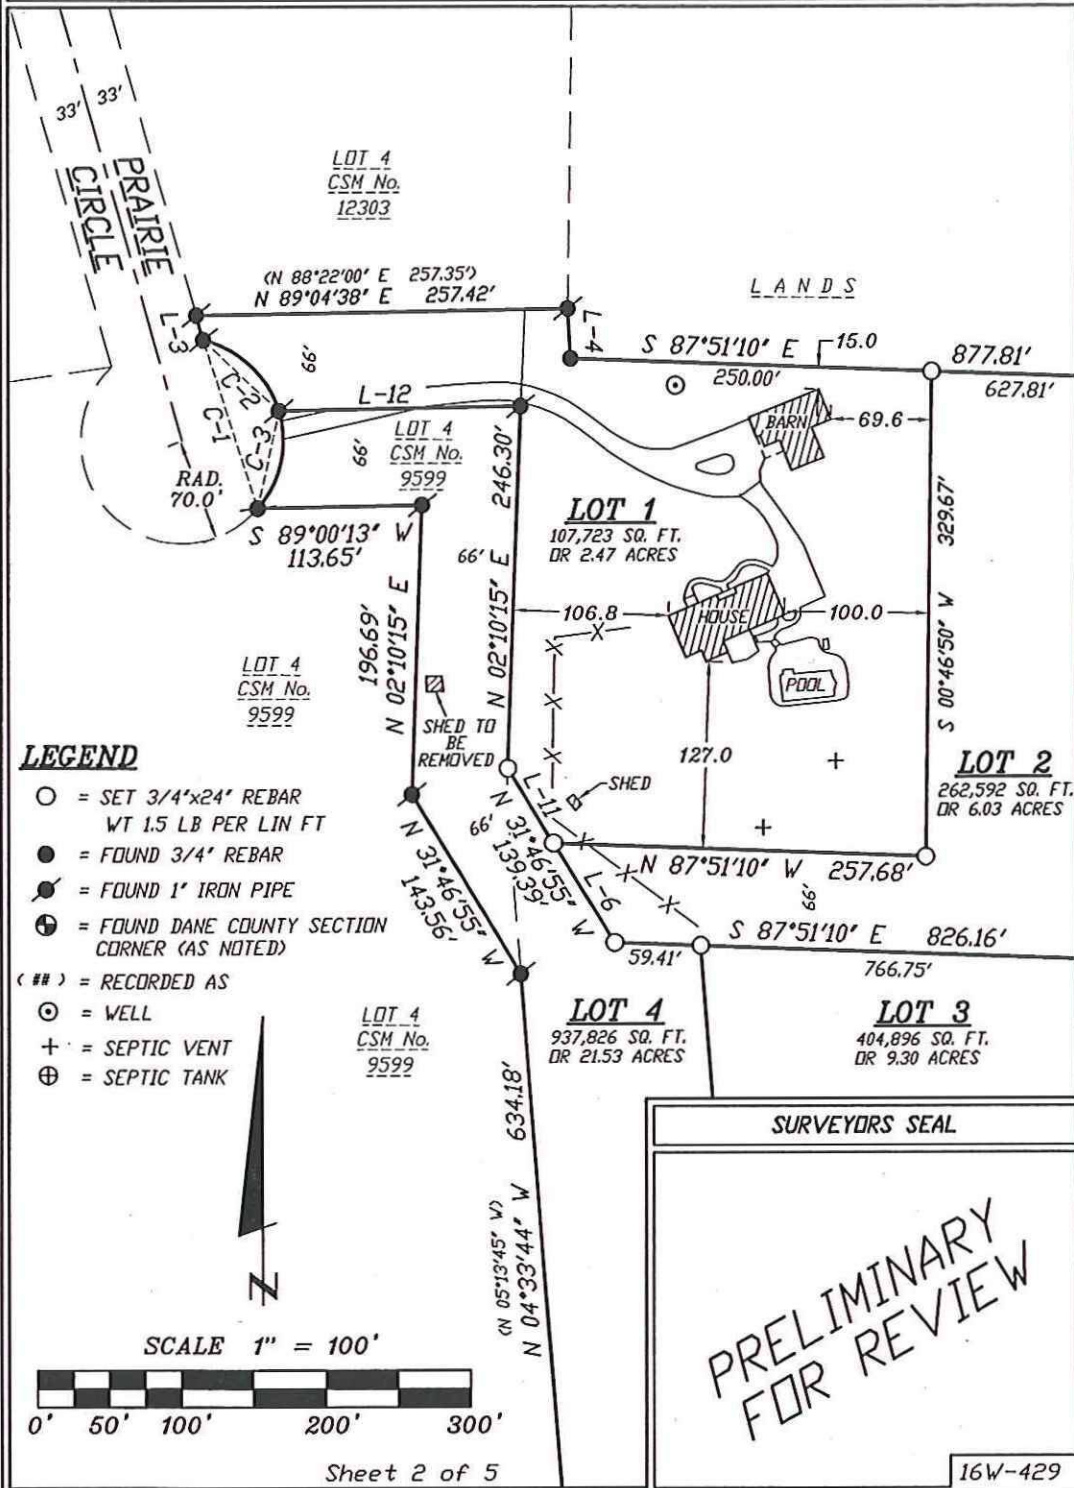 33'
33'
PRAIRIE
CIRCLE
LOT 4
CSM No.
12303
(N 88°22'00" E 257.35')
N 89°04'38" E 257.42'
LANDS
L-3
L-4
S 87°51'10" E
15.0
877.81'
250.00'
627.81'
66'
C-2
C-1
C-3
L-12
BARN
69.6
LOT 4
CSM No.
9599
66'
RAD.
70.0'
246.30'
N 02°10'15" E
LOT 1
107,723 SQ. FT.
OR 2.47 ACRES
329.67'
S 00°46'50" W
S 89°00'13" W
113.65'
66'
106.8
HOUSE
100.0
196.69'
N 02°10'15" E
LOT 4
CSM No.
9599
POOL
SHED TO
BE
REMOVED
127.0
LOT 2
262,592 SQ. FT.
OR 6.03 ACRES
SHED
L-11
66'
N 31°46'55" W
139.39'
L-6
N 31°46'55" W
143.56'
N 87°51'10" W 257.68'
66'
S 87°51'10" E 826.16'
59.41'
766.75'
LOT 4
937,826 SQ. FT.
OR 21.53 ACRES
LOT 3
404,896 SQ. FT.
OR 9.30 ACRES
LOT 4
CSM No.
9599
634.18'
N 04°33'44" W
(N 05°13'45" W)
LEGEND
= SET 3/4"x24" REBAR
WT 1.5 LB PER LIN FT
= FOUND 3/4" REBAR
= FOUND 1" IRON PIPE
= FOUND DANE COUNTY SECTION
CORNER (AS NOTED)
( ## ) = RECORDED AS
= WELL
+ = SEPTIC VENT
= SEPTIC TANK
N
SCALE 1" = 100'
0' 50' 100' 200' 300'
Sheet 2 of 5
SURVEYORS SEAL
PRELIMINARY
FOR REVIEW
16W-429